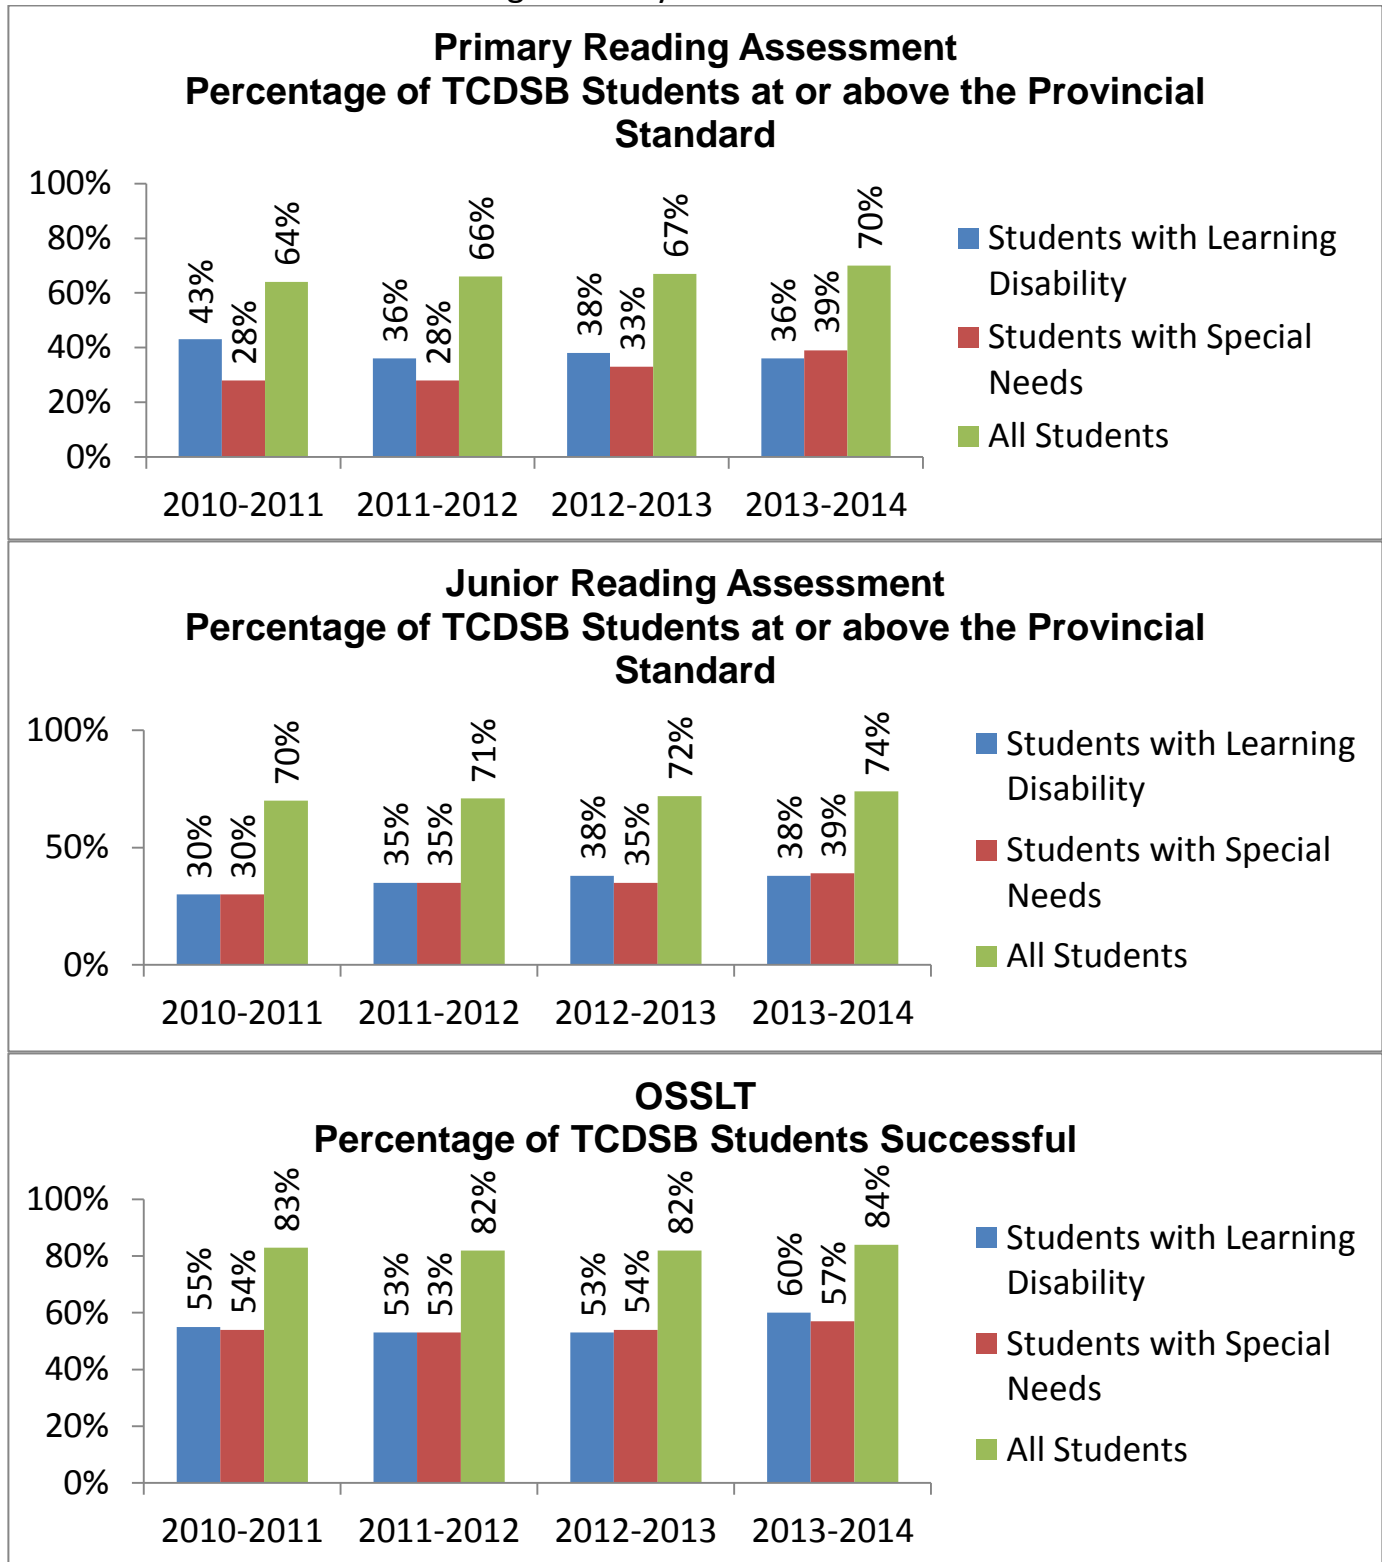 Primary Reading Assessment
Percentage of TCDSB Students at or above the Provincial
Standard
100%
80%
60%
40%
20%
0%
43%
28%
64%
36%
28%
66%
38%
33%
67%
36%
39%
70%
2010-2011
2011-2012
2012-2013
2013-2014
Students with Learning
Disability
Students with Special
Needs
All Students
Junior Reading Assessment
Percentage of TCDSB Students at or above the Provincial
Standard
100%
50%
0%
30%
30%
70%
35%
35%
71%
38%
35%
72%
38%
39%
74%
2010-2011
2011-2012
2012-2013
2013-2014
Students with Learning
Disability
Students with Special
Needs
All Students
OSSLT
Percentage of TCDSB Students Successful
100%
80%
60%
40%
20%
0%
55%
54%
83%
53%
53%
82%
53%
54%
82%
60%
57%
84%
2010-2011
2011-2012
2012-2013
2013-2014
Students with Learning
Disability
Students with Special
Needs
All Students